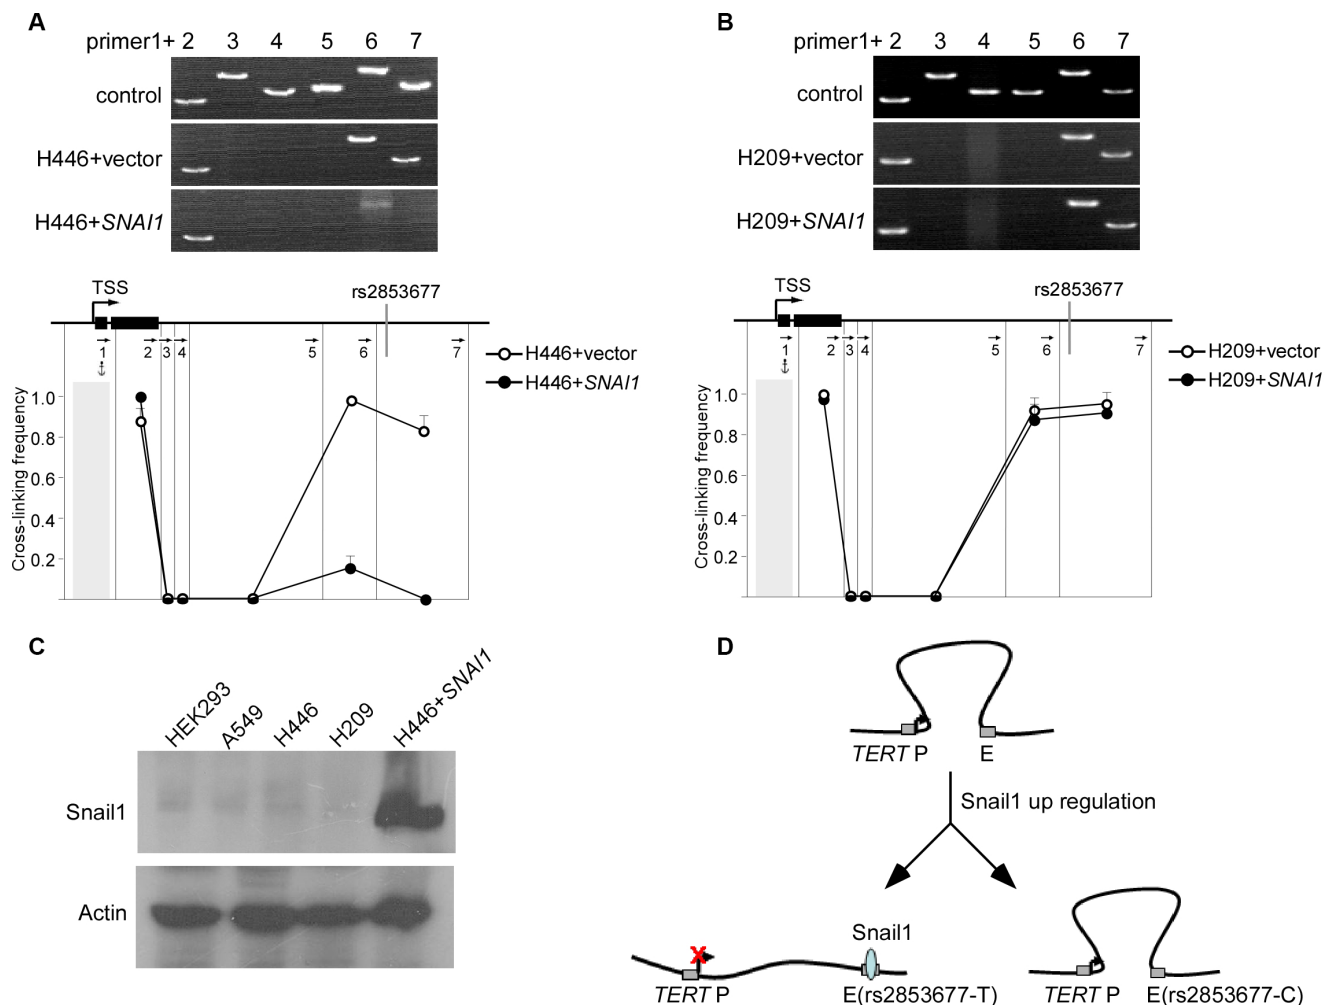 A
primer1+ 2 3 4 5 6 7
control
H446+vector
H446+SNAI1
TSS
rs2853677
1 2 3 4 5 6 7
H446+vector
H446+SNAI1
Cross-linking frequency
1.0
0.8
0.6
0.4
0.2
B
primer1+ 2 3 4 5 6 7
control
H209+vector
H209+SNAI1
TSS
rs2853677
1 2 3 4 5 6 7
H209+vector
H209+SNAI1
Cross-linking frequency
1.0
0.8
0.6
0.4
0.2
C
HEK293
A549
H446
H209
H446+SNAI1
Snail1
Actin
D
TERT P E
Snail1 up regulation
Snail1
X
TERT P E(rs2853677-T)
TERT P E(rs2853677-C)